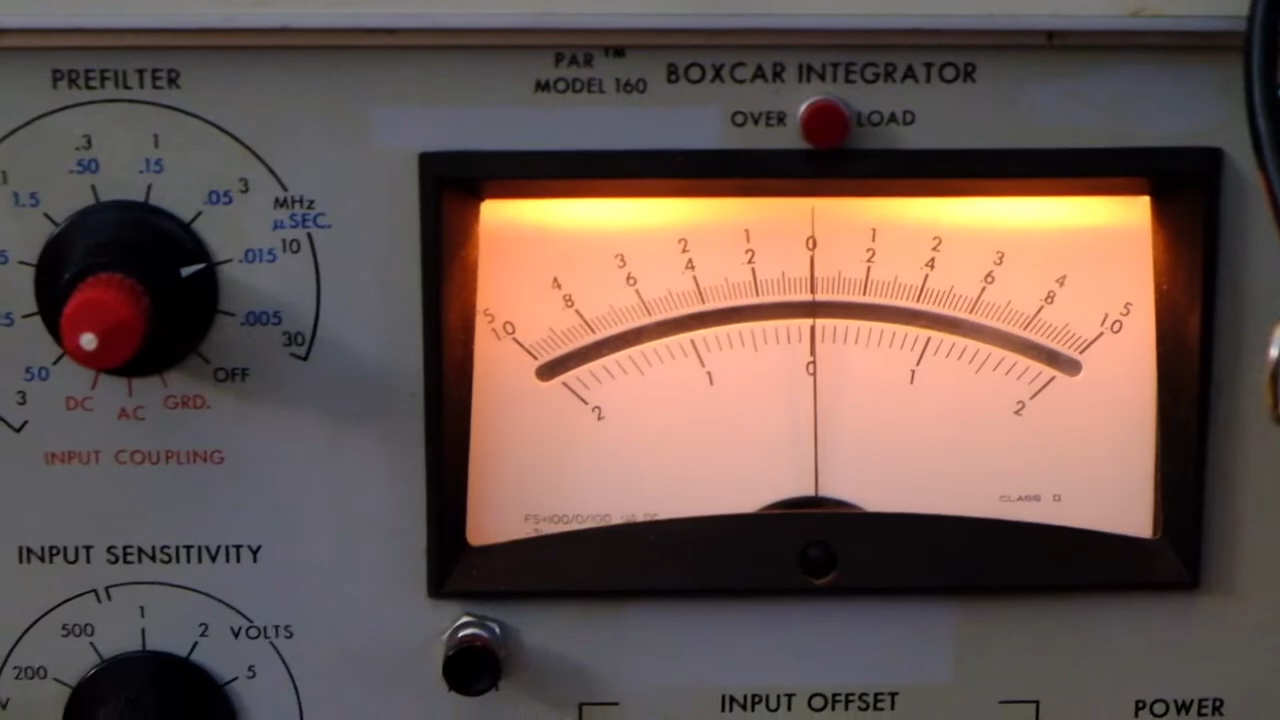 PAR™
MODEL 160
BOXCAR INTEGRATOR
OVER LOAD
PREFILTER
.3 1
.50 .15
1
1.5 .05 3
MHz
μSEC.
.015 10
.005
30
50 OFF
3
DC AC GRD.
INPUT COUPLING
5 4 3 2 1 0 1 2 3 4 5
1.0 .8 .6 .4 .2 .2 .4 .6 .8 1.0
2 1 0 1 2
CLASS II
FS=100/0/100
INPUT SENSITIVITY
1
500 2 VOLTS
200 5
INPUT OFFSET
POWER